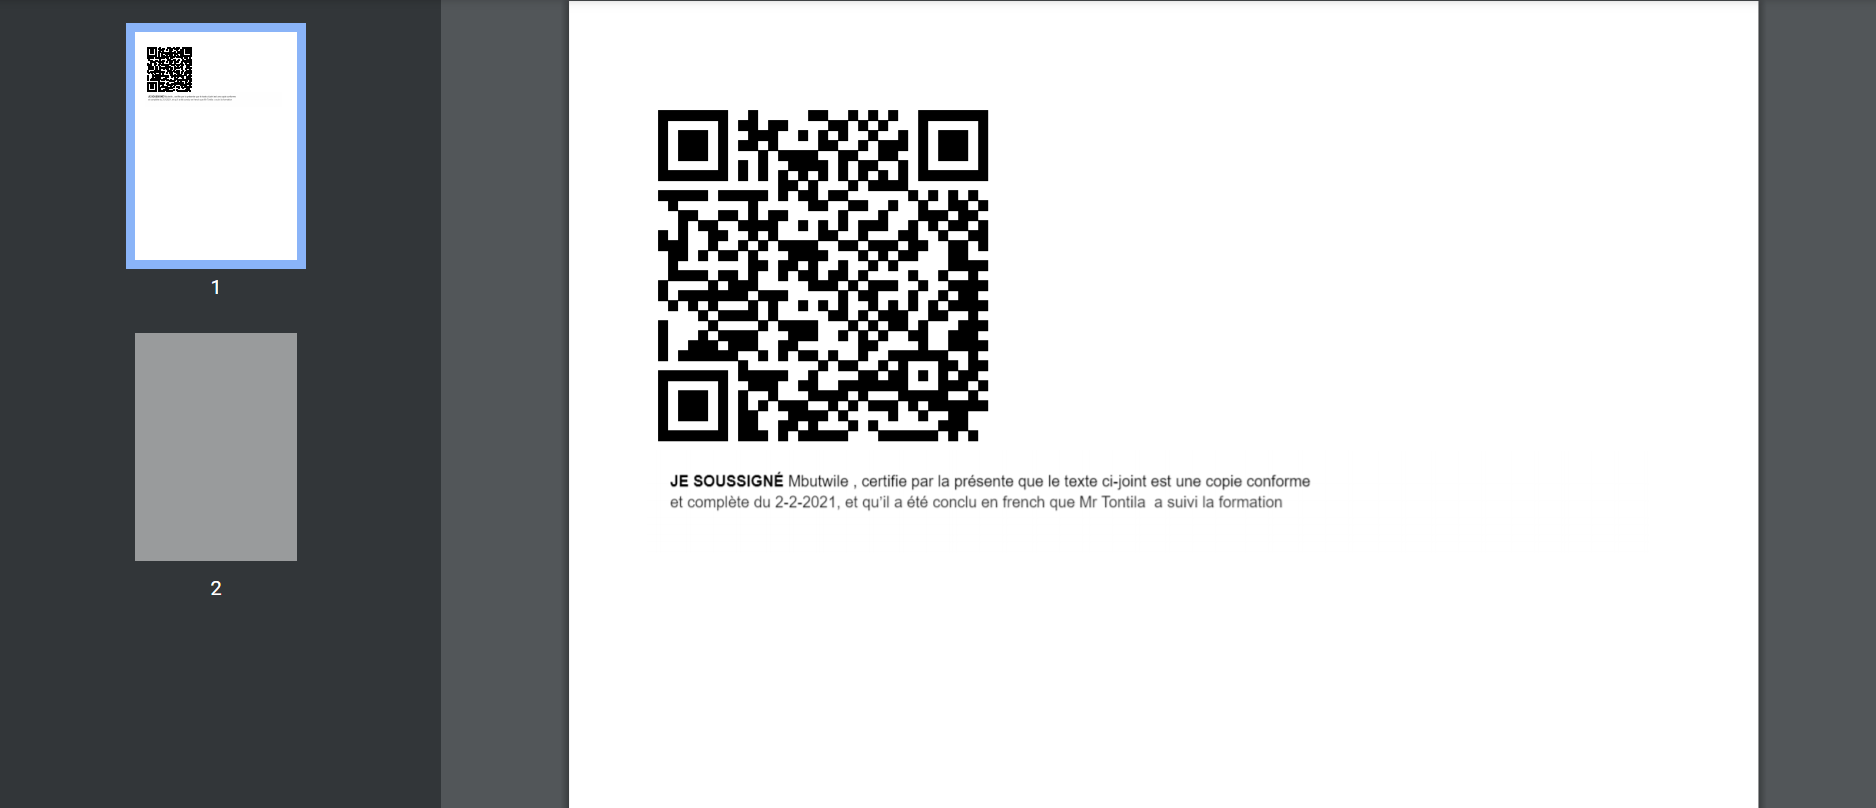 1
2
JE SOUSSIGNÉ Mbutwile , certifie par la présente que le texte ci-joint est une copie conforme
et complète du 2-2-2021, et qu'il a été conclu en french que Mr Tontila  a suivi la formation